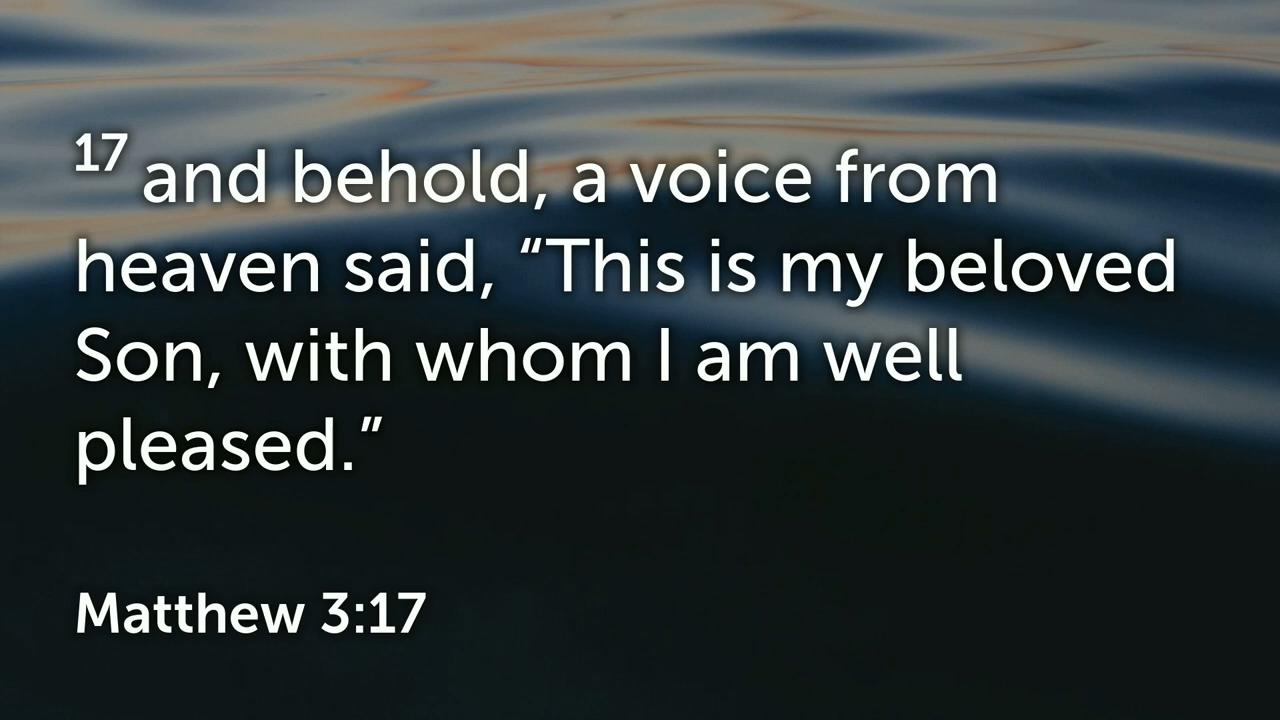 17 and behold, a voice from
heaven said, “This is my beloved
Son, with whom I am well
pleased.”
Matthew 3:17